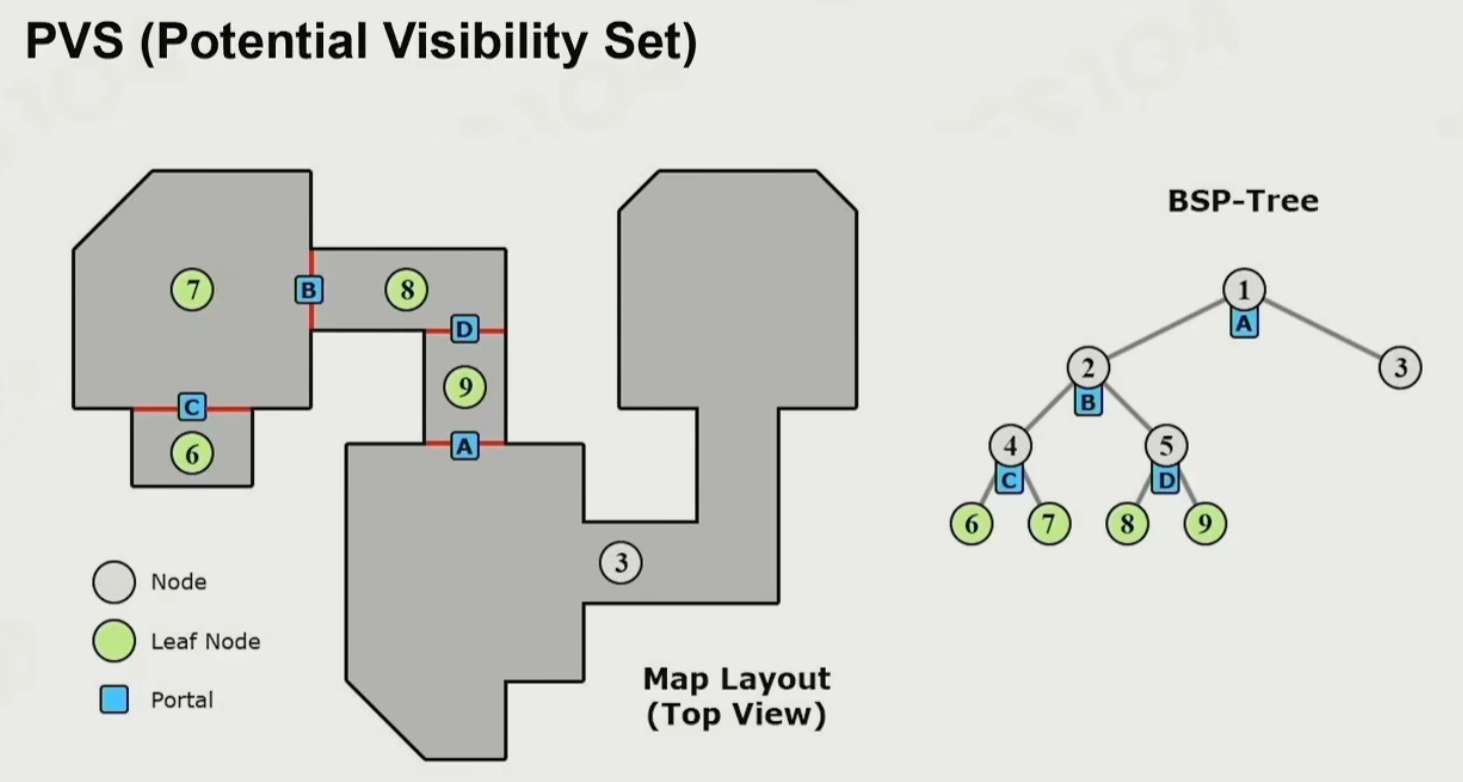 PVS (Potential Visibility Set)
BSP-Tree
1
A
2
B
3
4
C
5
D
6
7
8
9
7
B
8
D
9
C
A
6
3
Node
Leaf Node
Portal
Map Layout
(Top View)